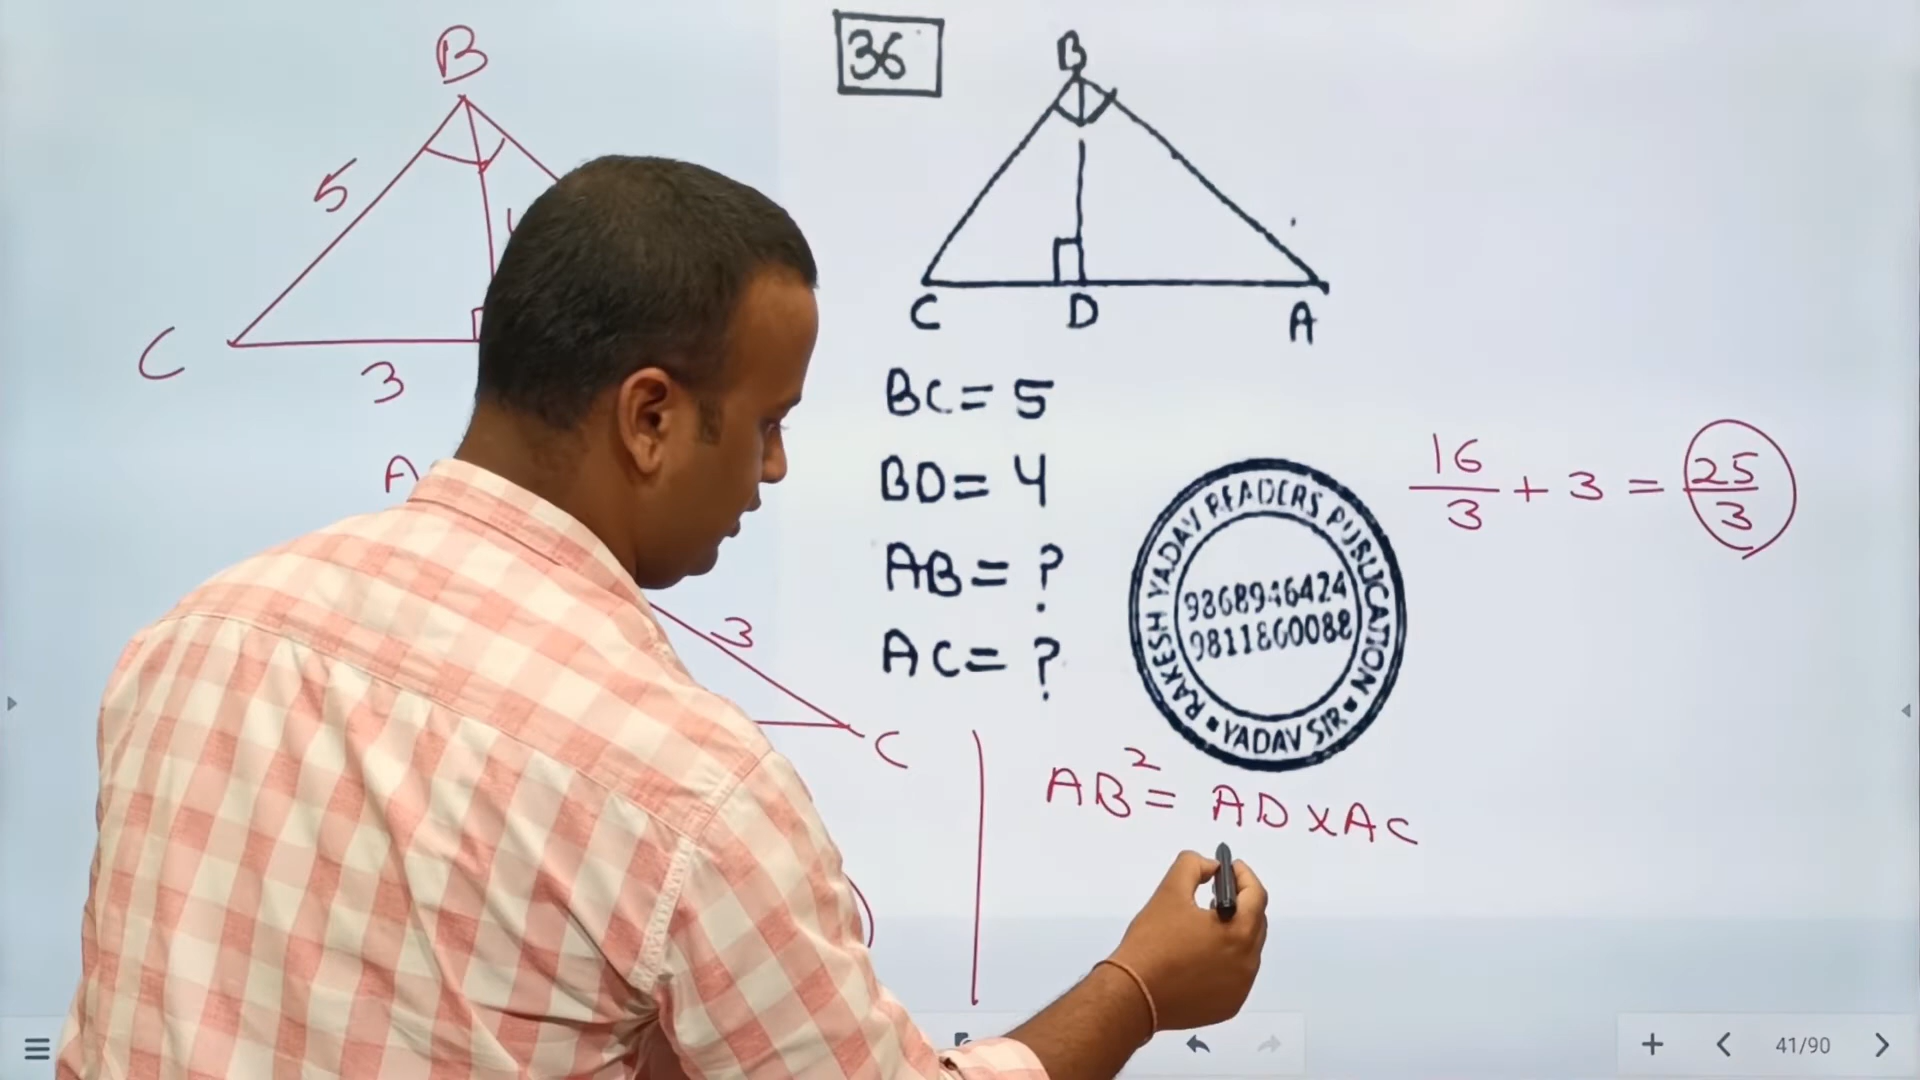 B
5
C
3
A
3
C
36
B
C D A
BC = 5
BD = 4
AB = ?
AC = ?
RAKESH YADAV READERS PUBLICATION
9868946424
9811860088
YADAV SIR
16/3 + 3 = 25/3
AB² = AD x AC
41/90